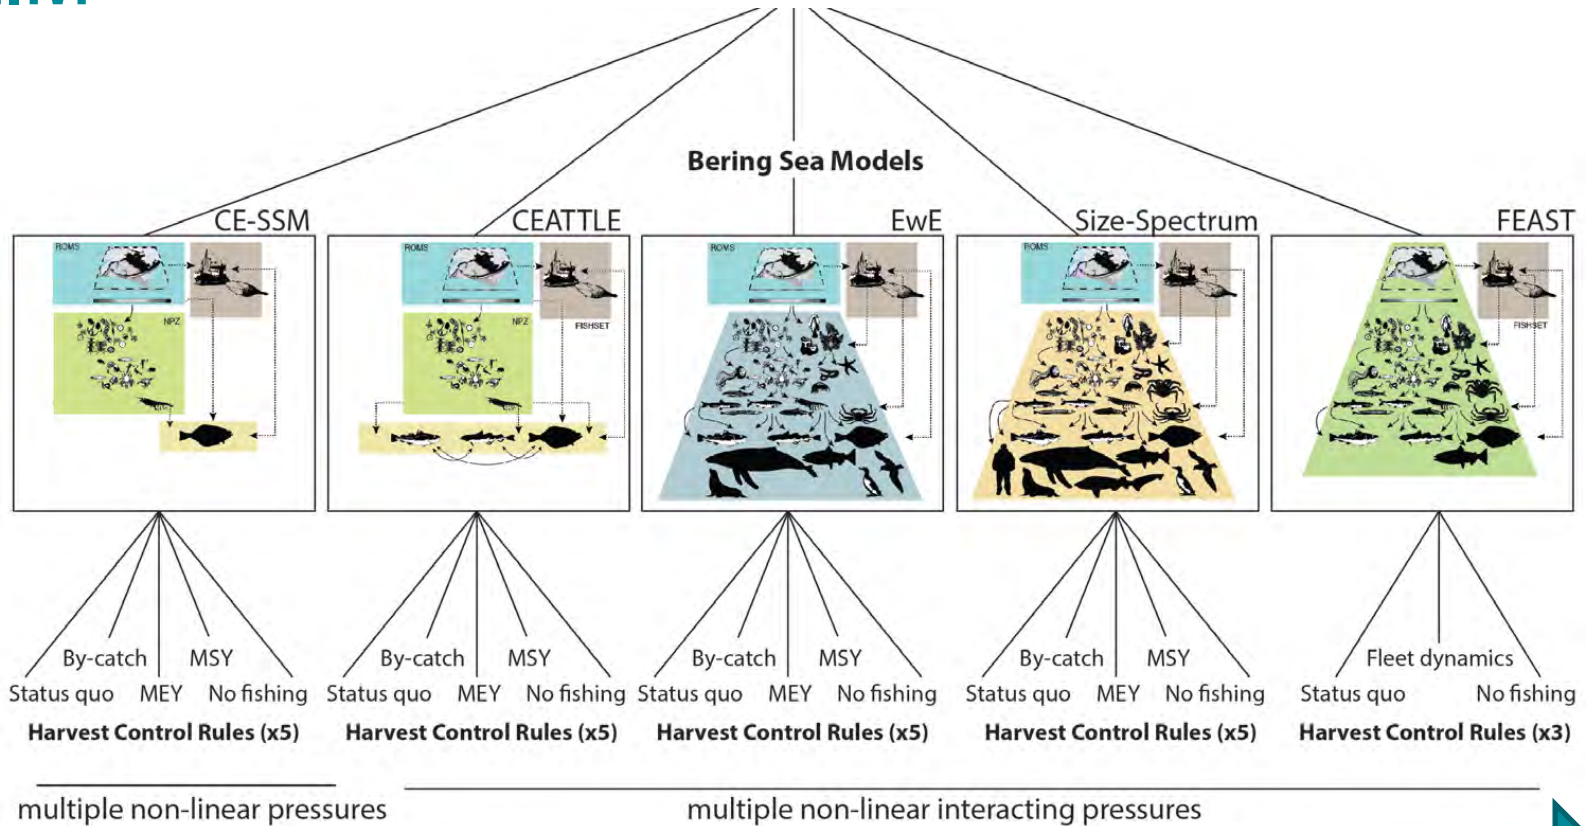 Bering Sea Models
CE-SSM
CEATTLE
EwE
Size-Spectrum
FEAST
ROMS
ROMS
ROMS
ROMS
NPZ
NPZ
FISHSET
FISHSET
By-catch MSY
Status quo MEY No fishing
Harvest Control Rules (x5)
By-catch MSY
Status quo MEY No fishing
Harvest Control Rules (x5)
By-catch MSY
Status quo MEY No fishing
Harvest Control Rules (x5)
By-catch MSY
Status quo MEY No fishing
Harvest Control Rules (x5)
Fleet dynamics
Status quo No fishing
Harvest Control Rules (x3)
multiple non-linear pressures
multiple non-linear interacting pressures